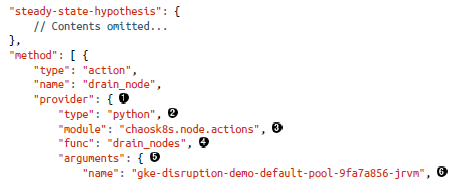 "steady-state-hypothesis": {
// Contents omitted...
},
"method": [ {
"type": "action",
"name": "drain_node",
"provider": { ❶
"type": "python", ❷
"module": "chaosk8s.node.actions", ❸
"func": "drain_nodes", ❹
"arguments": { ❺
"name": "gke-disruption-demo-default-pool-9fa7a856-jrvm", ❻